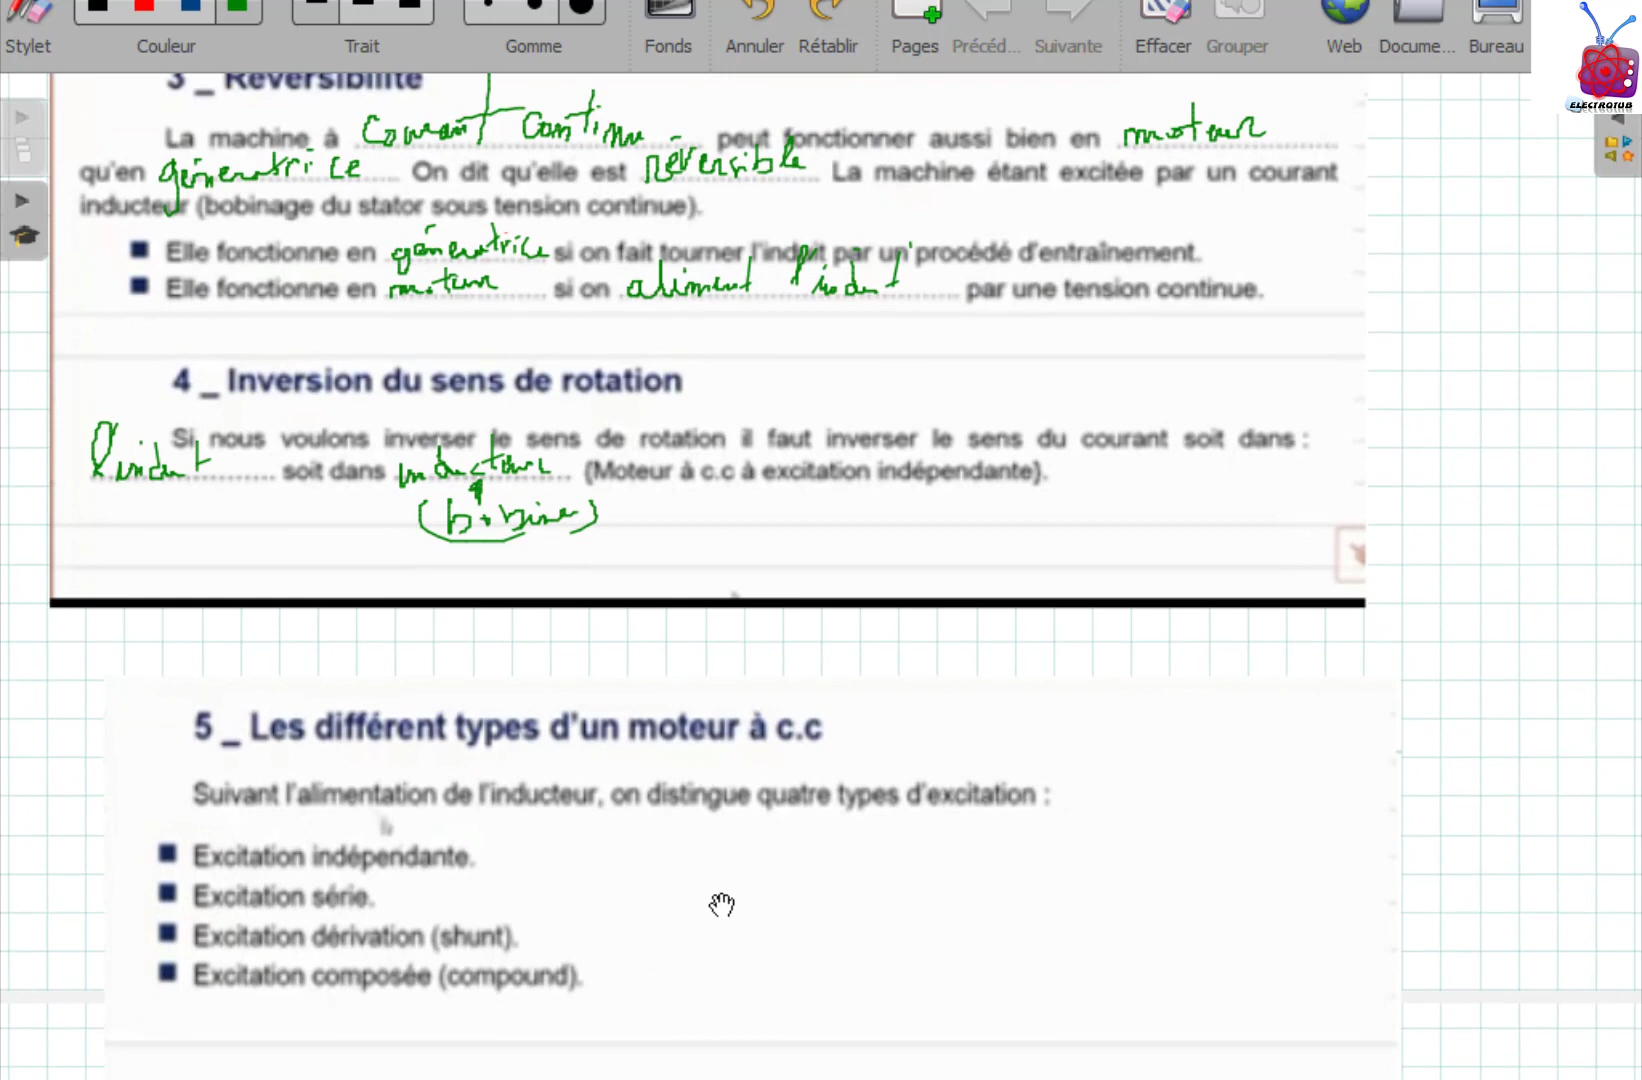 Stylet Couleur Trait Gomme Fonds Annuler Rétablir Pages Précéd... Suivante Effacer Grouper Web Docume... Bureau
ELECTROTUB
3 _ Réversibilité
La machine à courant continu peut fonctionner aussi bien en moteur
qu'en génératrice On dit qu'elle est réversible La machine étant excitée par un courant
inducteur (bobinage du stator sous tension continue).
Elle fonctionne en génératrice si on fait tourner l'induit par un procédé d'entraînement.
Elle fonctionne en moteur si on aliment l'induit par une tension continue.
4 _ Inversion du sens de rotation
Si nous voulons inverser le sens de rotation il faut inverser le sens du courant soit dans :
l'induit soit dans inducteur (Moteur à c.c à excitation indépendante).
(bobine)
5 _ Les différent types d'un moteur à c.c
Suivant l'alimentation de l'inducteur, on distingue quatre types d'excitation :
Excitation indépendante.
Excitation série.
Excitation dérivation (shunt).
Excitation composée (compound).